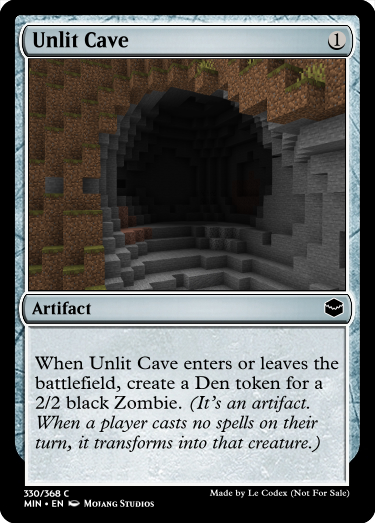 Unlit Cave 1
Artifact
When Unlit Cave enters or leaves the
battlefield, create a Den token for a
2/2 black Zombie. (It's an artifact.
When a player casts no spells on their
turn, it transforms into that creature.)
330/368 C Made by Le Codex (Not For Sale)
MIN • EN Mojang Studios